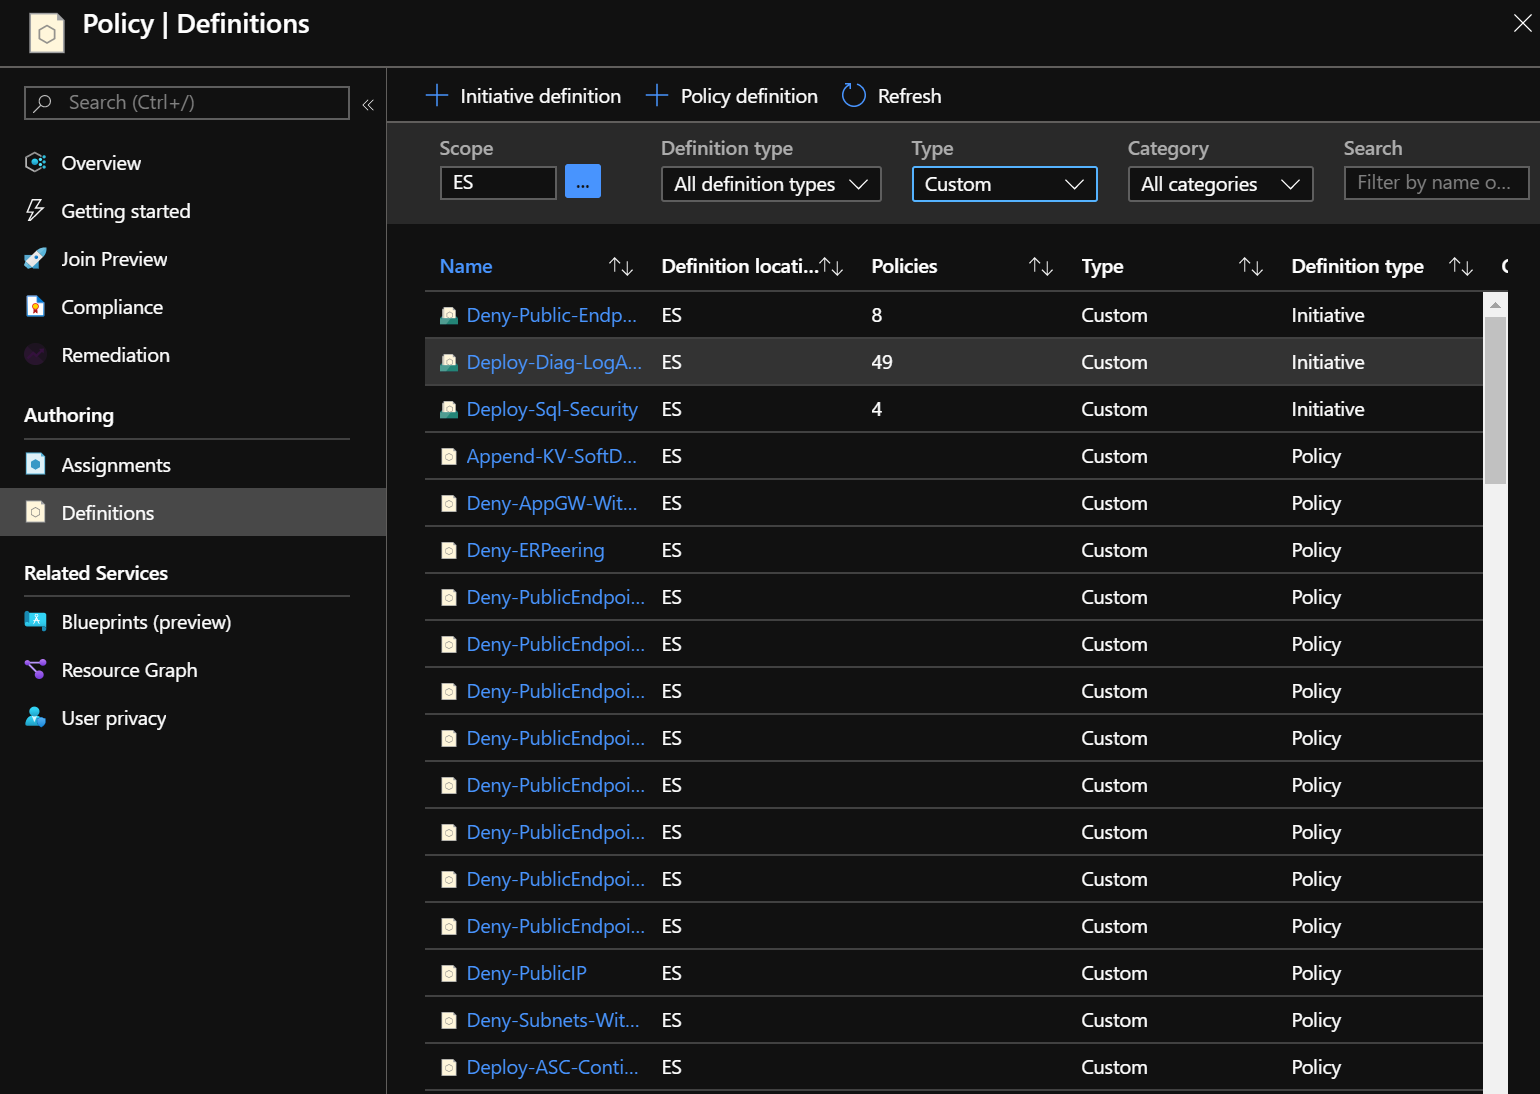 Policy | Definitions
Search (Ctrl+/)
«
Overview
Getting started
Join Preview
Compliance
Remediation
Authoring
Assignments
Definitions
Related Services
Blueprints (preview)
Resource Graph
User privacy
Initiative definition Policy definition Refresh
Scope Definition type Type Category Search
ES ... All definition types Custom All categories Filter by name o...
Name Definition locati... Policies Type Definition type
Deny-Public-Endp... ES 8 Custom Initiative
Deploy-Diag-LogA... ES 49 Custom Initiative
Deploy-Sql-Security ES 4 Custom Initiative
Append-KV-SoftD... ES Custom Policy
Deny-AppGW-Wit... ES Custom Policy
Deny-ERPeering ES Custom Policy
Deny-PublicEndpoi... ES Custom Policy
Deny-PublicEndpoi... ES Custom Policy
Deny-PublicEndpoi... ES Custom Policy
Deny-PublicEndpoi... ES Custom Policy
Deny-PublicEndpoi... ES Custom Policy
Deny-PublicEndpoi... ES Custom Policy
Deny-PublicEndpoi... ES Custom Policy
Deny-PublicEndpoi... ES Custom Policy
Deny-PublicIP ES Custom Policy
Deny-Subnets-Wit... ES Custom Policy
Deploy-ASC-Conti... ES Custom Policy